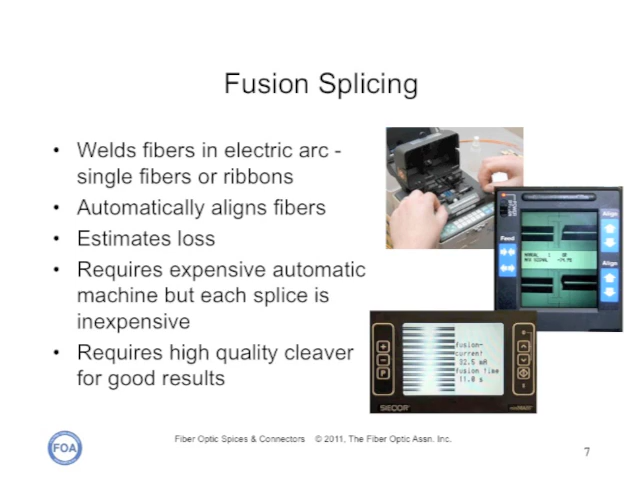 Fusion Splicing
• Welds fibers in electric arc -
single fibers or ribbons
• Automatically aligns fibers
• Estimates loss
• Requires expensive automatic
machine but each splice is
inexpensive
• Requires high quality cleaver
for good results
Align
Feed
Align
fusion-
current
32.5 mA
fusion time
11.0 s
P
SIECOR
FOA
Fiber Optic Spices & Connectors © 2011, The Fiber Optic Assn. Inc.
7